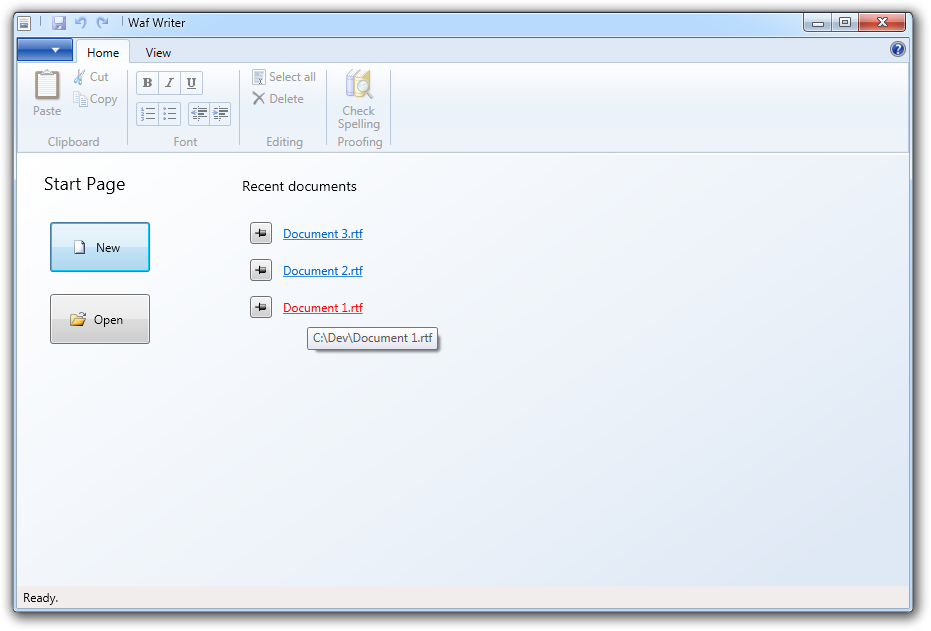 Waf Writer
Home View
Paste
Cut
Copy
Clipboard
B I U
Font
Select all
Delete
Editing
Check
Spelling
Proofing
Start Page
New
Open
Recent documents
Document 3.rtf
Document 2.rtf
Document 1.rtf
C:\Dev\Document 1.rtf
Ready.